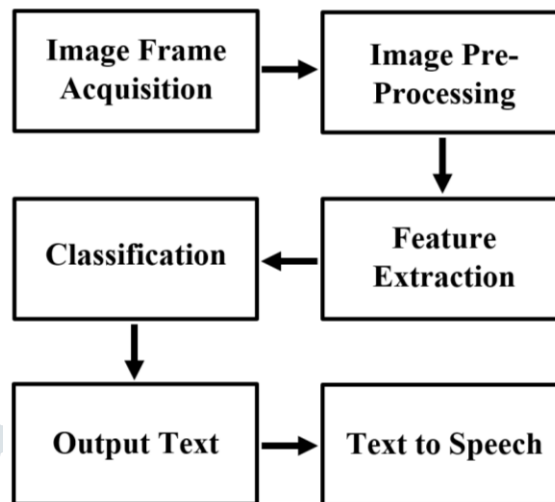 Image Frame
Acquisition
Image Pre-
Processing
Feature
Extraction
Classification
Output Text
Text to Speech